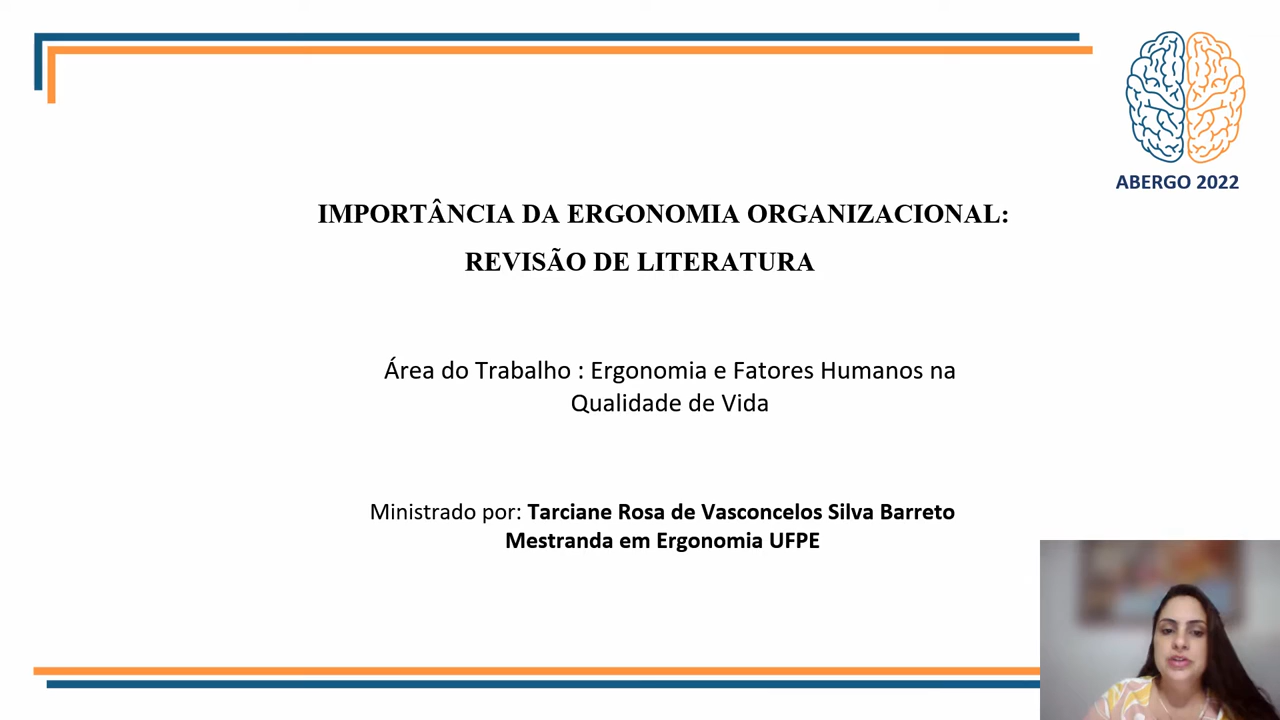 ABERGO 2022
IMPORTÂNCIA DA ERGONOMIA ORGANIZACIONAL:
REVISÃO DE LITERATURA
Área do Trabalho : Ergonomia e Fatores Humanos na
Qualidade de Vida
Ministrado por: Tarciane Rosa de Vasconcelos Silva Barreto
Mestranda em Ergonomia UFPE